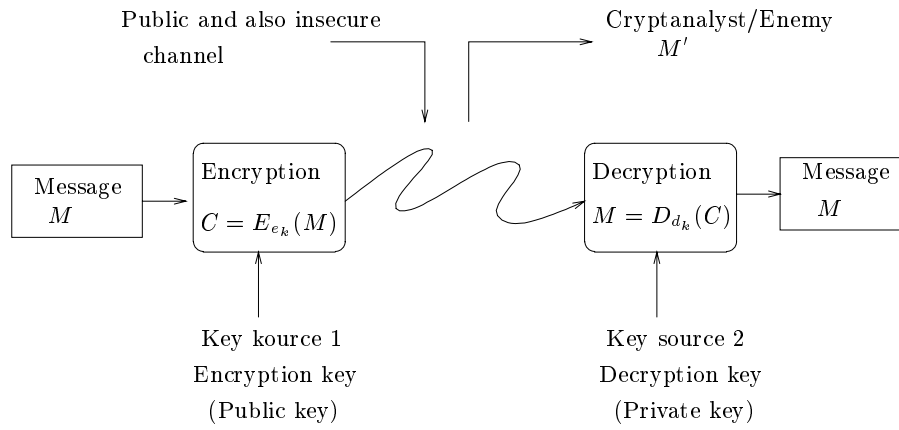 Public and also insecure
channel
Cryptanalyst/Enemy
M′
Message
M
Encryption
C = E_{e_k}(M)
Decryption
M = D_{d_k}(C)
Message
M
Key kource 1
Encryption key
(Public key)
Key source 2
Decryption key
(Private key)